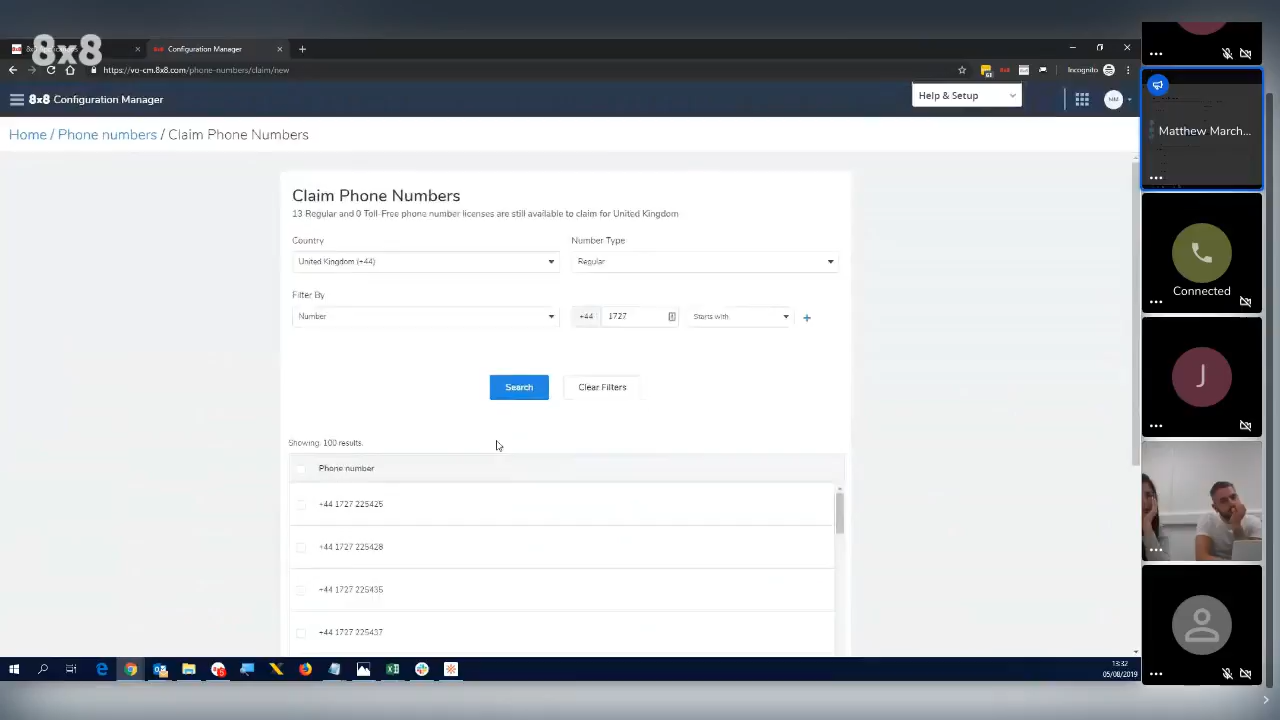 8x8
Configuration Manager
https://vo-cm.8x8.com/phone-numbers/claim/new
Incognito
8x8 Configuration Manager
Help & Setup
MM
Home / Phone numbers / Claim Phone Numbers
Claim Phone Numbers
13 Regular and 0 Toll-Free phone number licenses are still available to claim for United Kingdom
Country
Number Type
United Kingdom (+44)
Regular
Filter By
Number
+44
1727
Starts with
+
Search
Clear Filters
Showing: 100 results.
Phone number
+44 1727 225425
+44 1727 225428
+44 1727 225435
+44 1727 225437
13:32
05/08/2019
Matthew March...
Connected
J